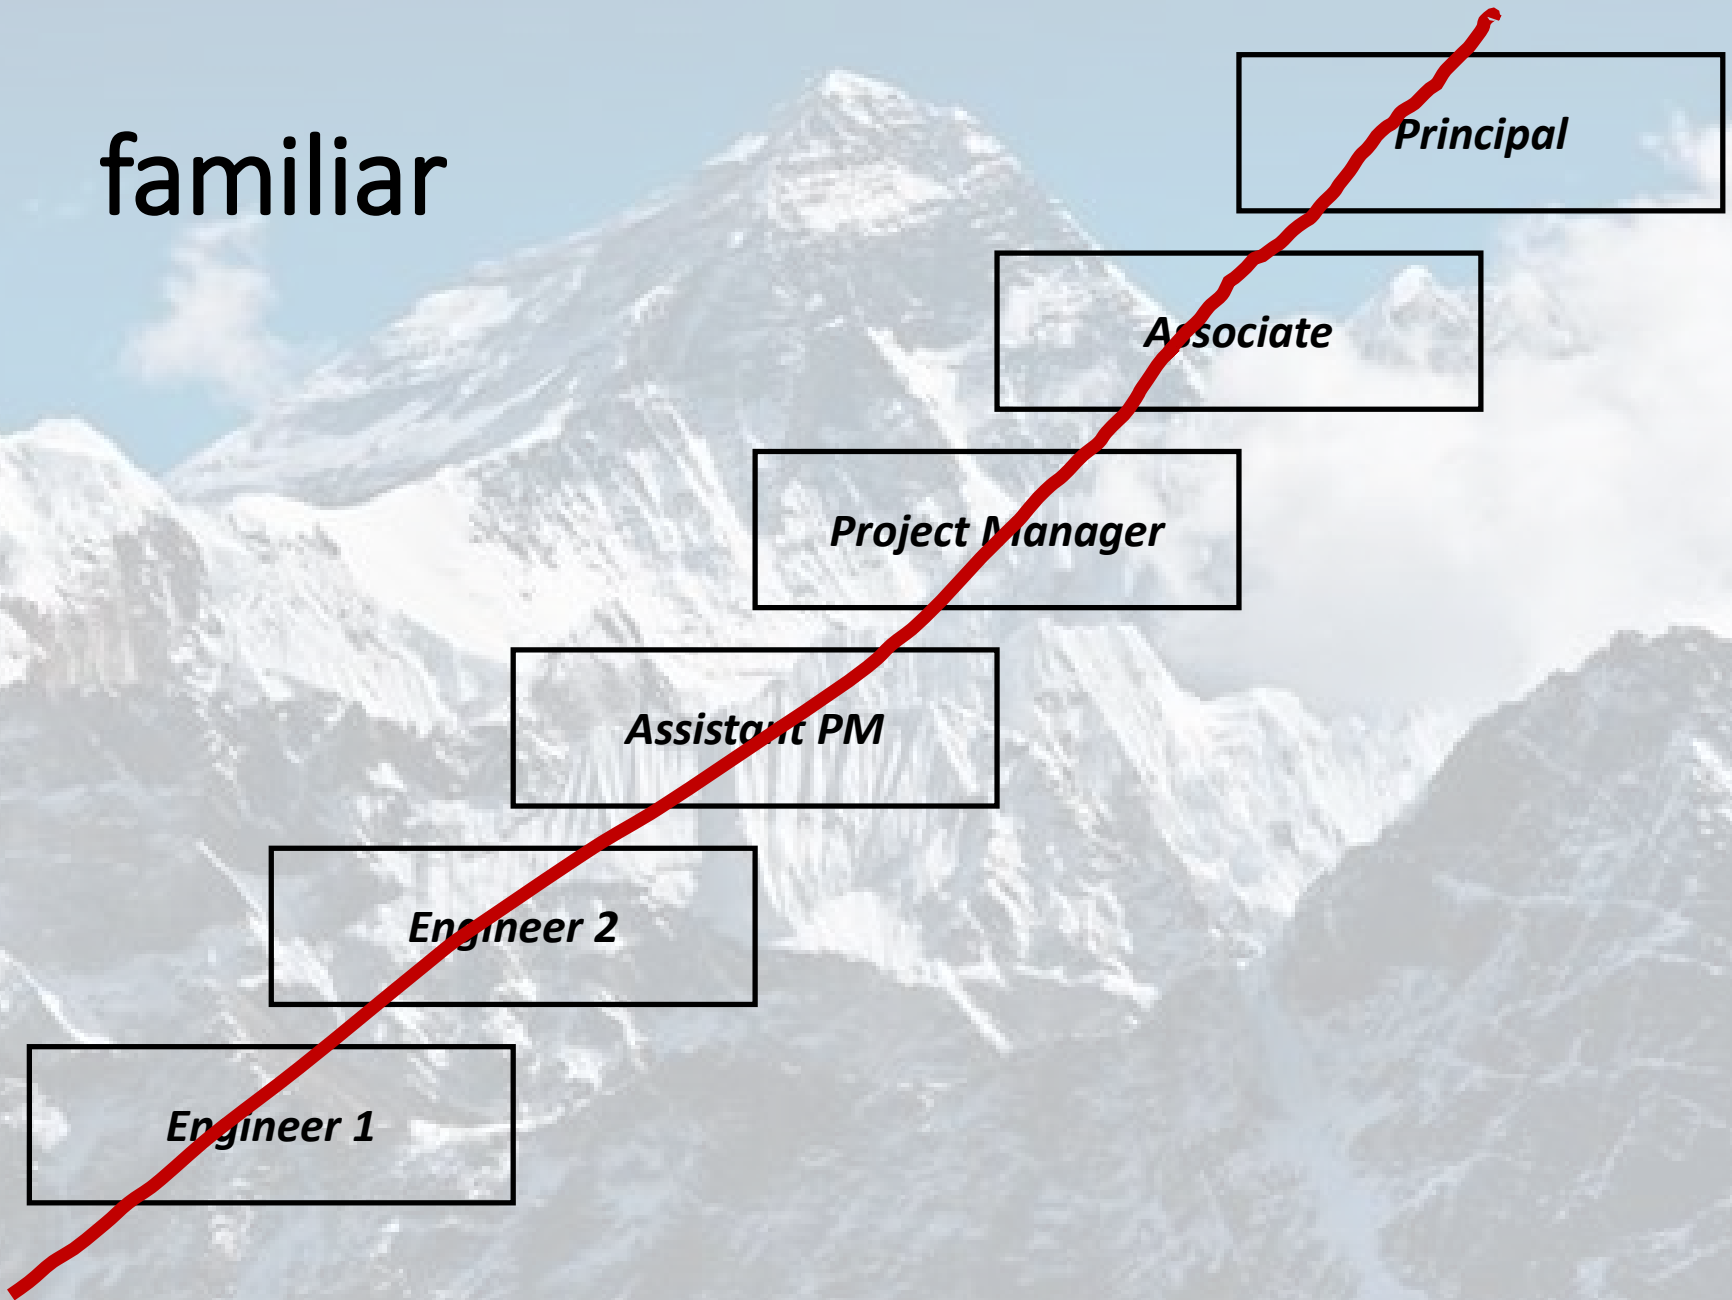 familiar
Principal
Associate
Project Manager
Assistant PM
Engineer 2
Engineer 1